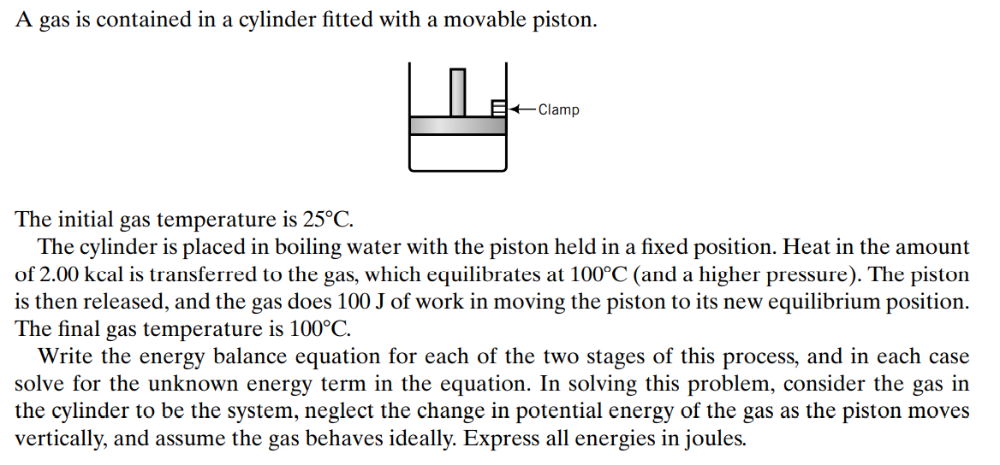 A gas is contained in a cylinder fitted with a movable piston.
Clamp
The initial gas temperature is 25°C.
The cylinder is placed in boiling water with the piston held in a fixed position. Heat in the amount
of 2.00 kcal is transferred to the gas, which equilibrates at 100°C (and a higher pressure). The piston
is then released, and the gas does 100 J of work in moving the piston to its new equilibrium position.
The final gas temperature is 100°C.
Write the energy balance equation for each of the two stages of this process, and in each case
solve for the unknown energy term in the equation. In solving this problem, consider the gas in
the cylinder to be the system, neglect the change in potential energy of the gas as the piston moves
vertically, and assume the gas behaves ideally. Express all energies in joules.